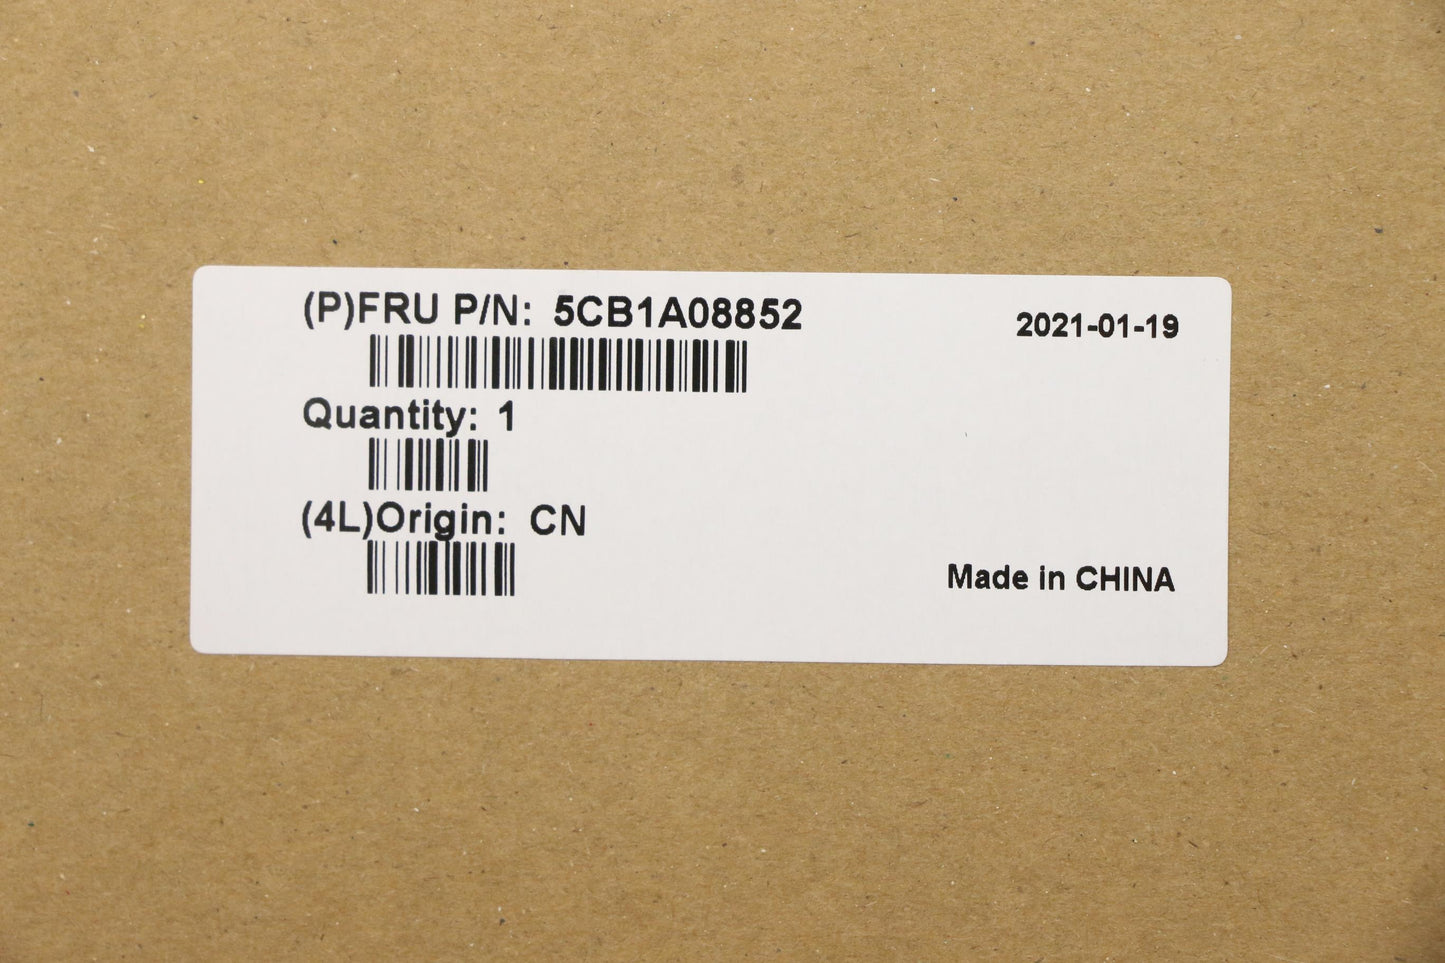 (P)FRU P/N: 5CB1A08852
2021-01-19
Quantity: 1
(4L)Origin: CN
Made in CHINA